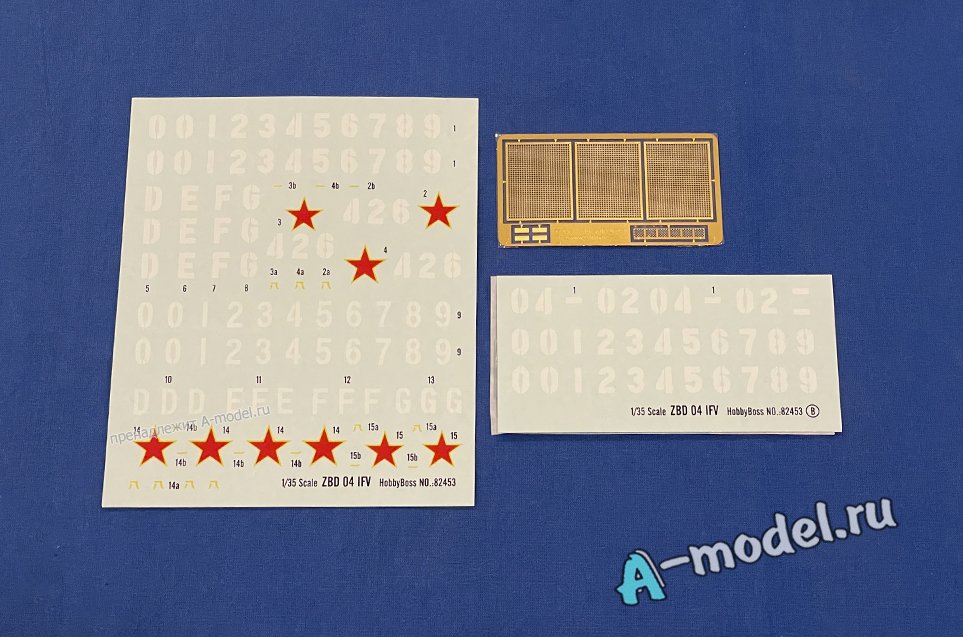 0 0 1 2 3 4 5 6 7 8 9 1
0 0 1 2 3 4 5 6 7 8 9 1
D E F G 3b 4b 2b 2
3 426
D E F G 426 4
D E F G 3a 4a 2a 426
5 6 7 8
0 0 1 2 3 4 5 6 7 8 9 9
0 0 1 2 3 4 5 6 7 8 9 9
10 11 12 13
D D D E E E F F F G G G
пренадлежит A-model.ru
14 14b 14 14 14 15a 15 15a 15
14b 14b 14b 15b 15b
14a 1/35 Scale ZBD 04 IFV HobbyBoss NO.:82453
1 1
04 - 02 04 - 02 =
0 0 1 2 3 4 5 6 7 8 9
0 0 1 2 3 4 5 6 7 8 9
1/35 Scale ZBD 04 IFV HobbyBoss NO.:82453 B
A-model.ru